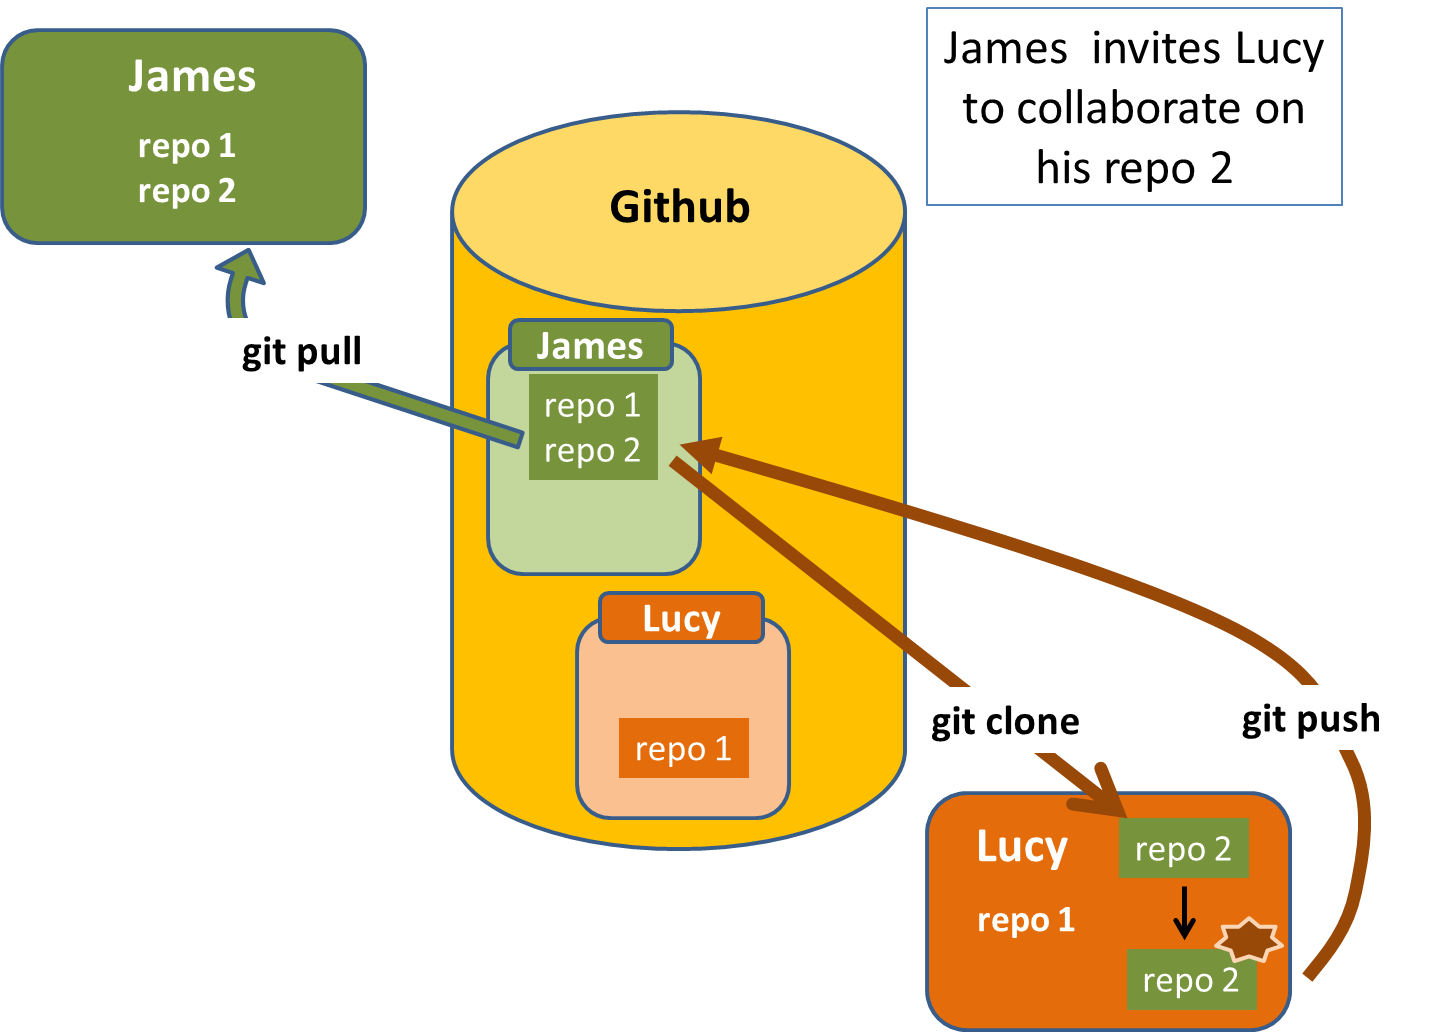 James
repo 1
repo 2
James  invites Lucy
to collaborate on
his repo 2
Github
git pull
James
repo 1
repo 2
Lucy
repo 1
git clone
git push
Lucy
repo 2
repo 1
repo 2